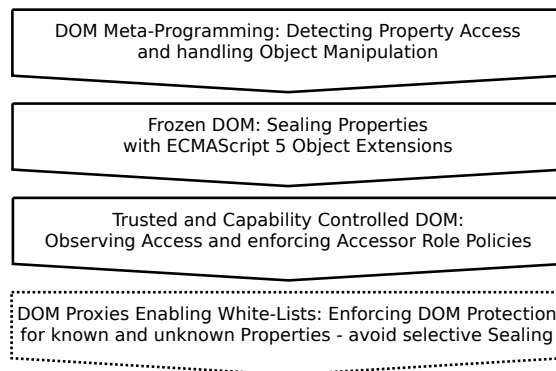 DOM Meta-Programming: Detecting Property Access
and handling Object Manipulation
Frozen DOM: Sealing Properties
with ECMAScript 5 Object Extensions
Trusted and Capability Controlled DOM:
Observing Access and enforcing Accessor Role Policies
DOM Proxies Enabling White-Lists: Enforcing DOM Protection
for known and unknown Properties - avoid selective Sealing